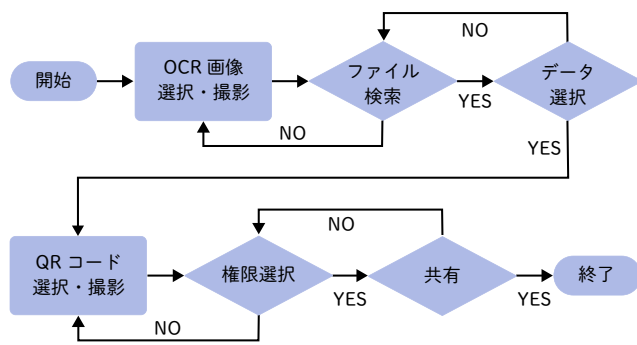 NO
開始
OCR 画像
選択・撮影
ファイル
検索
YES
データ
選択
NO
YES
NO
QR コード
選択・撮影
権限選択
YES
共有
YES
終了
NO